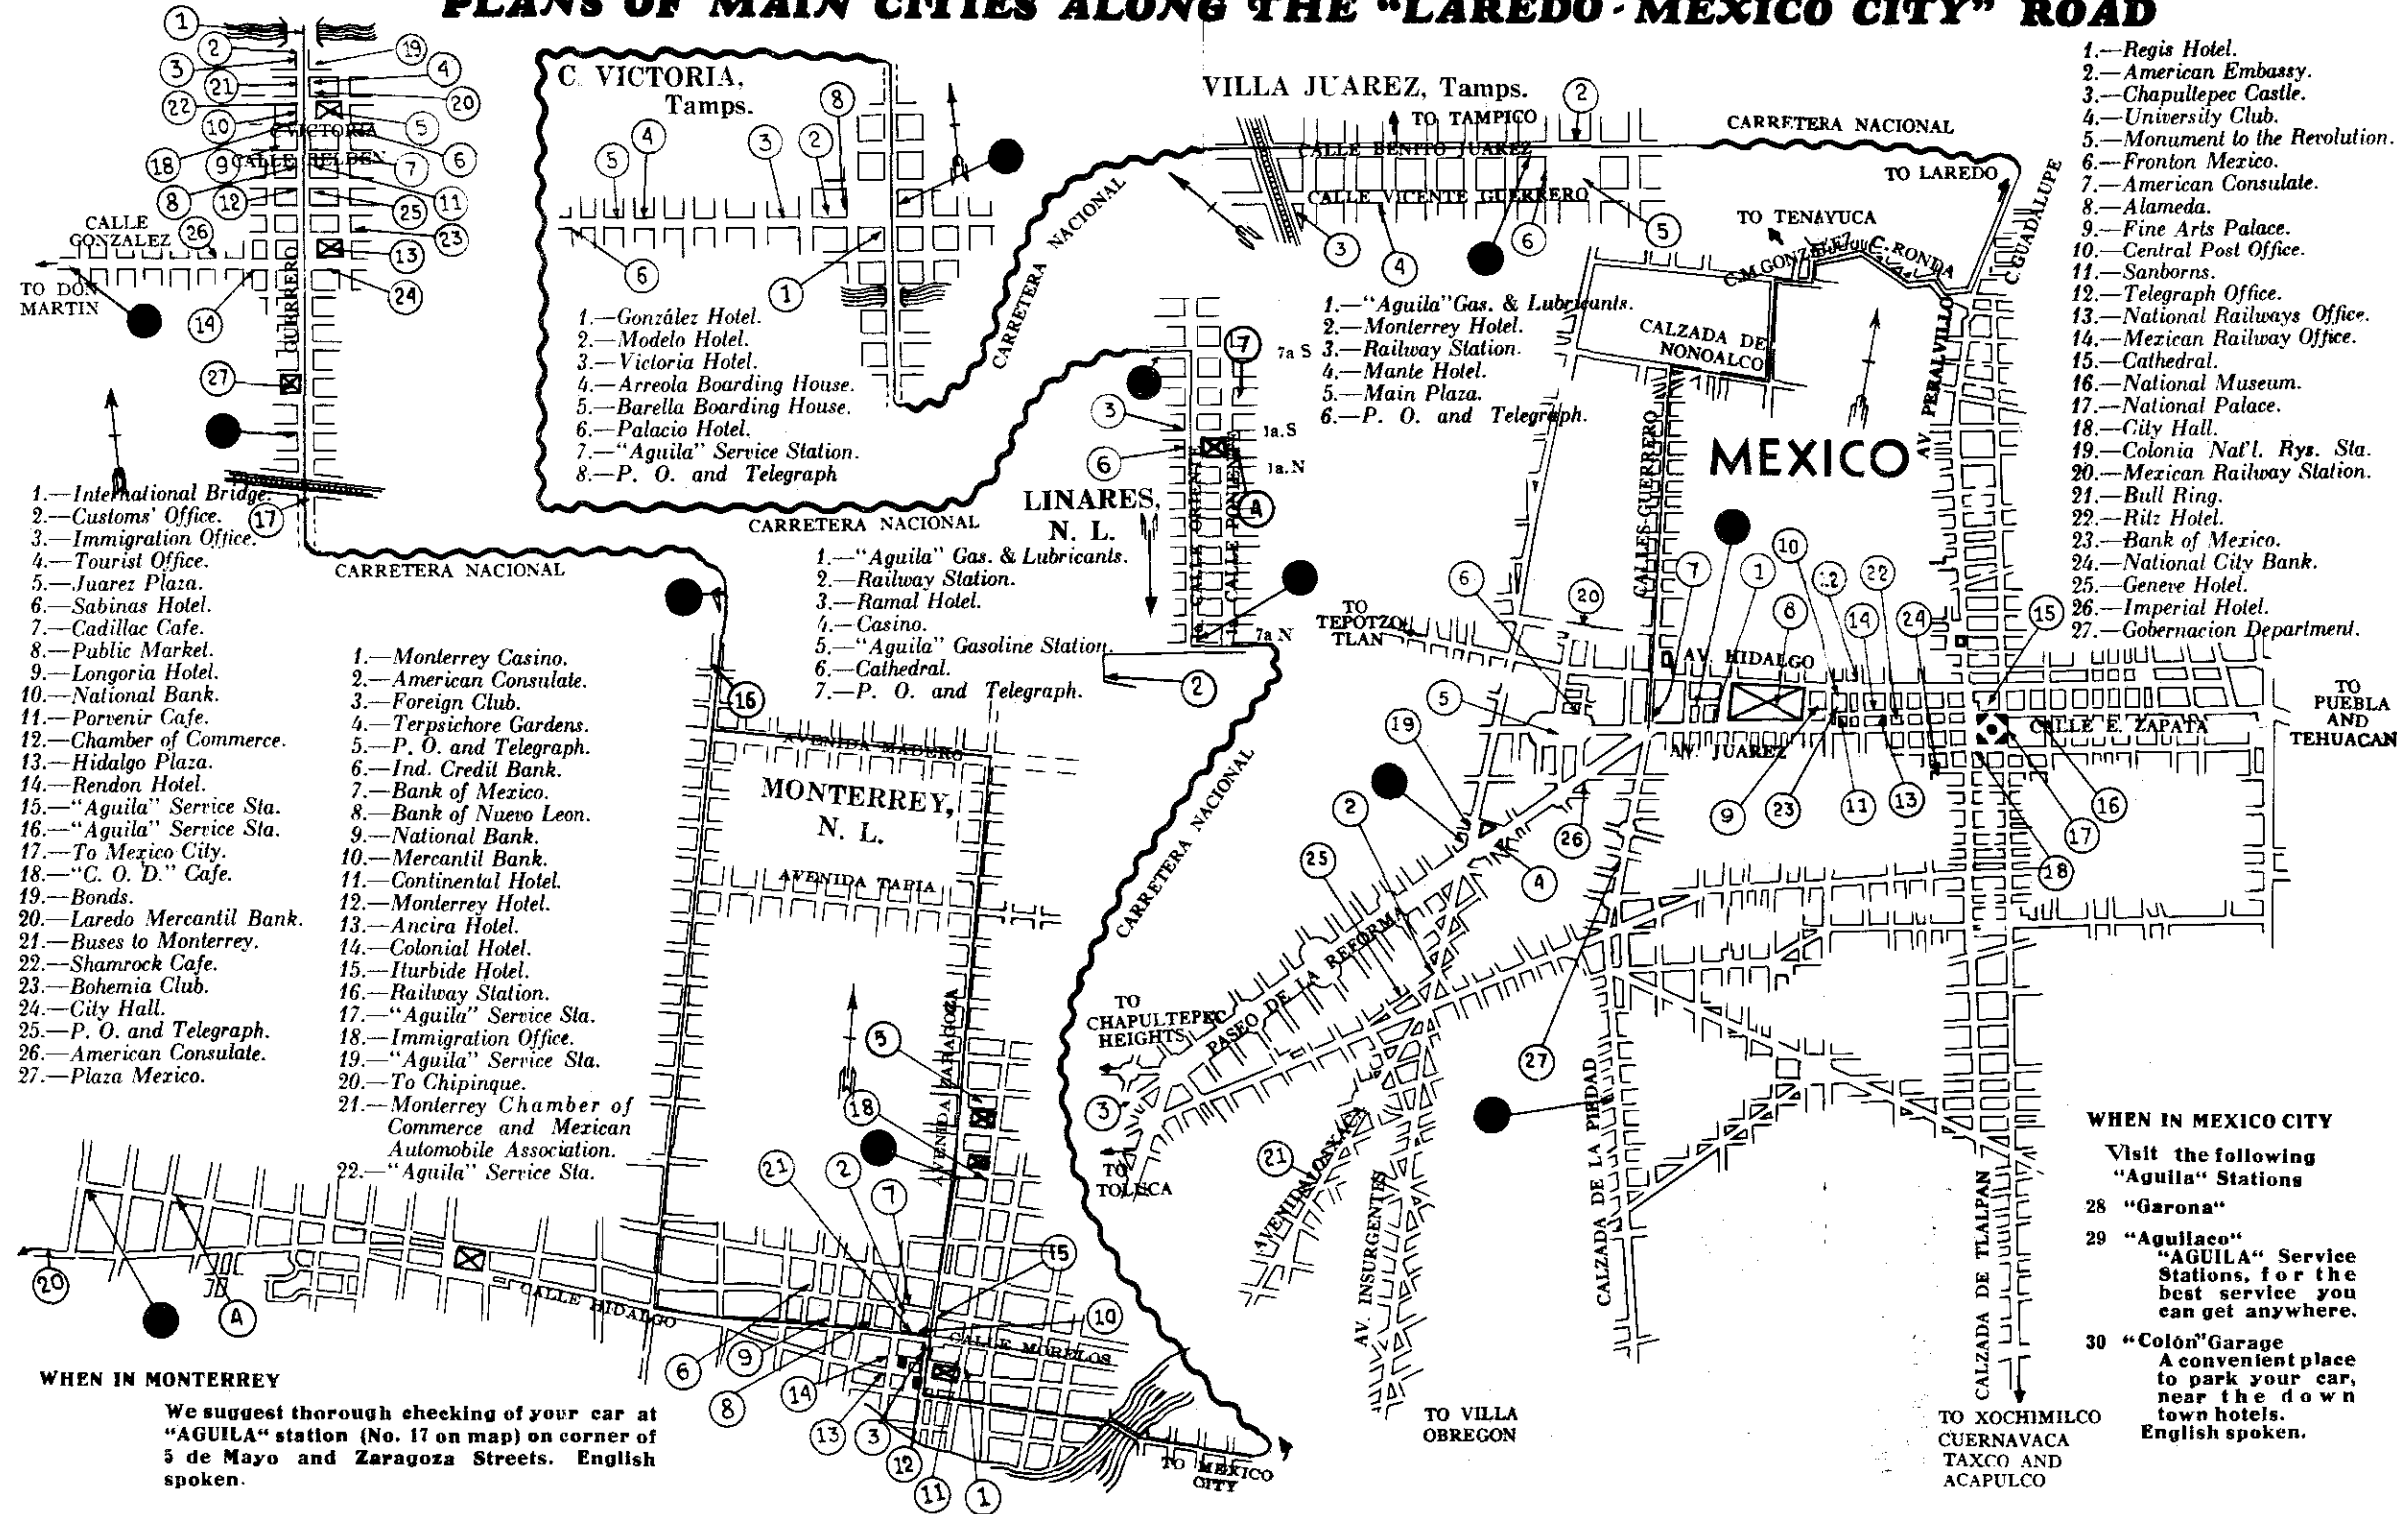 PLANS OF MAIN CITIES ALONG THE "LAREDO - MEXICO CITY" ROAD
C. VICTORIA
CALLE BELDEN
CALLE
GONZALEZ
TO DON
MARTIN
GUERRERO
1.—International Bridge.
2.—Customs' Office.
3.—Immigration Office.
4.—Tourist Office.
5.—Juarez Plaza.
6.—Sabinas Hotel.
7.—Cadillac Cafe.
8.—Public Market.
9.—Longoria Hotel.
10.—National Bank.
11.—Porvenir Cafe.
12.—Chamber of Commerce.
13.—Hidalgo Plaza.
14.—Rendon Hotel.
15.—"Aguila" Service Sta.
16.—"Aguila" Service Sta.
17.—To Mexico City.
18.—"C. O. D." Cafe.
19.—Bonds.
20.—Laredo Mercantil Bank.
21.—Buses to Monterrey.
22.—Shamrock Cafe.
23.—Bohemia Club.
24.—City Hall.
25.—P. O. and Telegraph.
26.—American Consulate.
27.—Plaza Mexico.
CARRETERA NACIONAL
C. VICTORIA,
Tamps.
1.—González Hotel.
2.—Modelo Hotel.
3.—Victoria Hotel.
4.—Arreola Boarding House.
5.—Barella Boarding House.
6.—Palacio Hotel.
7.—"Aguila" Service Station.
8.—P. O. and Telegraph
CARRETERA NACIONAL
CARRETERA NACIONAL
VILLA JUAREZ, Tamps.
TO TAMPICO
CALLE BENITO JUAREZ
CALLE VICENTE GUERRERO
CARRETERA NACIONAL
1.—"Aguila" Gas. & Lubricants.
2.—Monterrey Hotel.
3.—Railway Station.
4.—Mante Hotel.
5.—Main Plaza.
6.—P. O. and Telegraph.
LINARES,
N. L.
7a S
1a. S
1a. N
7a N
CALLE ORIENTE
CALLE PONIENTE
1.—"Aguila" Gas. & Lubricants.
2.—Railway Station.
3.—Ramal Hotel.
4.—Casino.
5.—"Aguila" Gasoline Station.
6.—Cathedral.
7.—P. O. and Telegraph.
CARRETERA NACIONAL
1.—Monterrey Casino.
2.—American Consulate.
3.—Foreign Club.
4.—Terpsichore Gardens.
5.—P. O. and Telegraph.
6.—Ind. Credit Bank.
7.—Bank of Mexico.
8.—Bank of Nuevo Leon.
9.—National Bank.
10.—Mercantil Bank.
11.—Continental Hotel.
12.—Monterrey Hotel.
13.—Ancira Hotel.
14.—Colonial Hotel.
15.—Iturbide Hotel.
16.—Railway Station.
17.—"Aguila" Service Sta.
18.—Immigration Office.
19.—"Aguila" Service Sta.
20.—To Chipinque.
21.—Monterrey Chamber of
Commerce and Mexican
Automobile Association.
22.—"Aguila" Service Sta.
MONTERREY,
N. L.
AVENIDA MADERO
AVENIDA TAPIA
AVENIDA ZARAGOZA
CALLE HIDALGO
CALLE MORELOS
TO MEXICO
CITY
WHEN IN MONTERREY
We suggest thorough checking of your car at
"AGUILA" station (No. 17 on map) on corner of
5 de Mayo and Zaragoza Streets. English
spoken.
MEXICO
TO LAREDO
C. GUADALUPE
TO TENAYUCA
C. M. GONZALEZ
C. RONDA
CALZADA DE
NONOALCO
AV. PERALVILLO
CALLES-GUERRERO
TO
TEPOTZO
TLAN
AV. HIDALGO
AV. JUAREZ
CALLE E. ZAPATA
TO
PUEBLA
AND
TEHUACAN
TO
CHAPULTEPEC
HEIGHTS
PASEO DE LA REFORMA
TO
TOLUCA
AVENIDA OAXACA
AV. INSURGENTES
CALZADA DE LA PIEDAD
CALZADA DE TLALPAN
TO VILLA
OBREGON
TO XOCHIMILCO
CUERNAVACA
TAXCO AND
ACAPULCO
1.—Regis Hotel.
2.—American Embassy.
3.—Chapultepec Castle.
4.—University Club.
5.—Monument to the Revolution.
6.—Fronton Mexico.
7.—American Consulate.
8.—Alameda.
9.—Fine Arts Palace.
10.—Central Post Office.
11.—Sanborns.
12.—Telegraph Office.
13.—National Railways Office.
14.—Mexican Railway Office.
15.—Cathedral.
16.—National Museum.
17.—National Palace.
18.—City Hall.
19.—Colonia Nat'l. Rys. Sta.
20.—Mexican Railway Station.
21.—Bull Ring.
22.—Ritz Hotel.
23.—Bank of Mexico.
24.—National City Bank.
25.—Geneve Hotel.
26.—Imperial Hotel.
27.—Gobernacion Department.
WHEN IN MEXICO CITY
Visit the following
"Aguila" Stations
28 "Garona"
29 "Aguilaco"
"AGUILA" Service
Stations, for the
best service you
can get anywhere.
30 "Colón" Garage
A convenient place
to park your car,
near the down
town hotels.
English spoken.